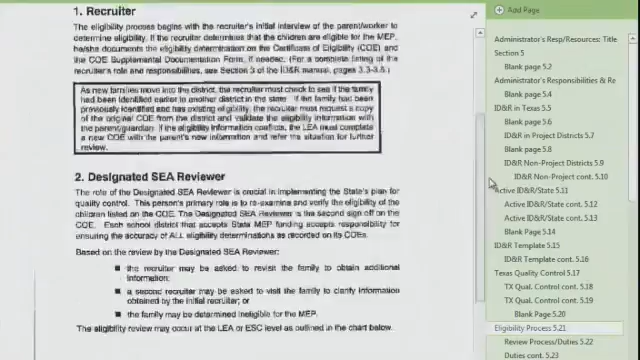 1. Recruiter
The eligibility process begins with the recruiter's initial interview of the parent/worker to
determine eligibility. If the recruiter determines that the children are eligible for the MEP,
he/she documents the eligibility determination on the Certificate of Eligibility (COE) and
the COE Supplemental Documentation Form, if needed. (For a complete listing of the
recruiter's role and responsibilities, see Section 3 of the ID&R manual, pages 3.3-3.5.)
As new families move into the district, the recruiter must check to see if the family
had been identified earlier to another district in the state. If the family had been
previously identified and has existing eligibility, the recruiter must request a copy
of the original COE from the district and validate the eligibility information with
the parent/guardian. If the eligibility information conflicts, the LEA must complete
a new COE with the parent's new information and refer the situation for further
review.
2. Designated SEA Reviewer
The role of the Designated SEA Reviewer is crucial in implementing the State's plan for
quality control. This person's primary role is to re-examine and verify the eligibility of the
children listed on the COE. The Designated SEA Reviewer is the second sign off on the
COE. Each school district that accepts State MEP funding accepts responsibility for
ensuring the accuracy of ALL eligibility determinations as recorded on its COEs.
Based on the review by the Designated SEA Reviewer:
■ the recruiter may be asked to revisit the family to obtain additional
information;
■ a second recruiter may be asked to visit the family to clarify information
obtained by the initial recruiter; or
■ the family may be determined ineligible for the MEP.
The eligibility review may occur at the LEA or ESC level as outlined in the chart below.
Add Page
Administrator's Resp/Resources: Title
Section 5
Blank page 5.2
Administrator's Responsibilities & Re
Blank page 5.4
ID&R in Texas 5.5
Blank page 5.6
ID&R in Project Districts 5.7
Blank page 5.8
ID&R Non-Project Districts 5.9
ID&R Non-Project cont. 5.10
Active ID&R/State 5.11
Active ID&R/State cont. 5.12
Active ID&R/State cont. 5.13
Blank Page 5.14
ID&R Template 5.15
ID&R Template cont. 5.16
Texas Quality Control 5.17
TX Qual. Control cont. 5.18
TX Qual. Control cont. 5.19
Blank Page 5.20
Eligibility Process 5.21
Review Process/Duties 5.22
Duties cont. 5.23